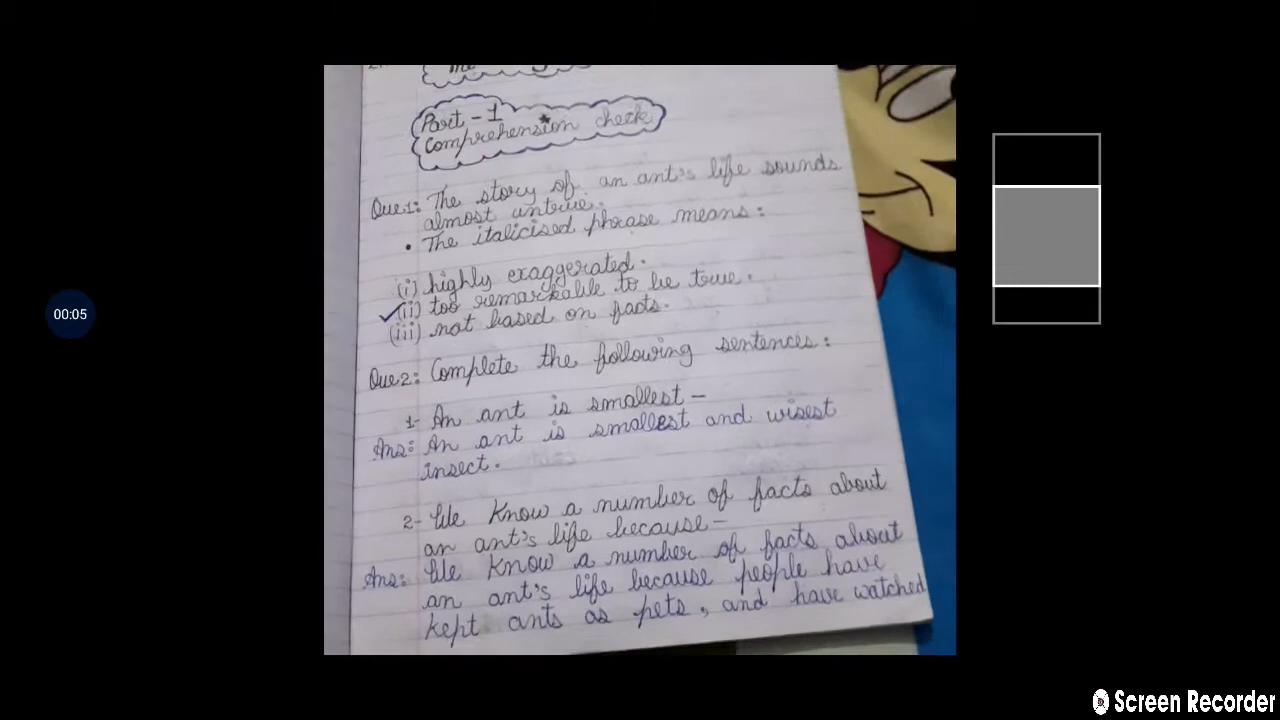 Part-1
Comprehension check
Que1: The story of an ant's life sounds
almost untrue.
• The italicised phrase means:
(i) highly exaggerated.
(ii) too remarkable to be true.
(iii) not based on facts.
Que2: Complete the following sentences:
1- An ant is smallest-
Ans: An ant is smallest and wisest
insect.
2- We Know a number of facts about
an ant's life because-
Ans: We Know a number of facts about
an ant's life because people have
kept ants as pets, and have watched
00:05
Screen Recorder